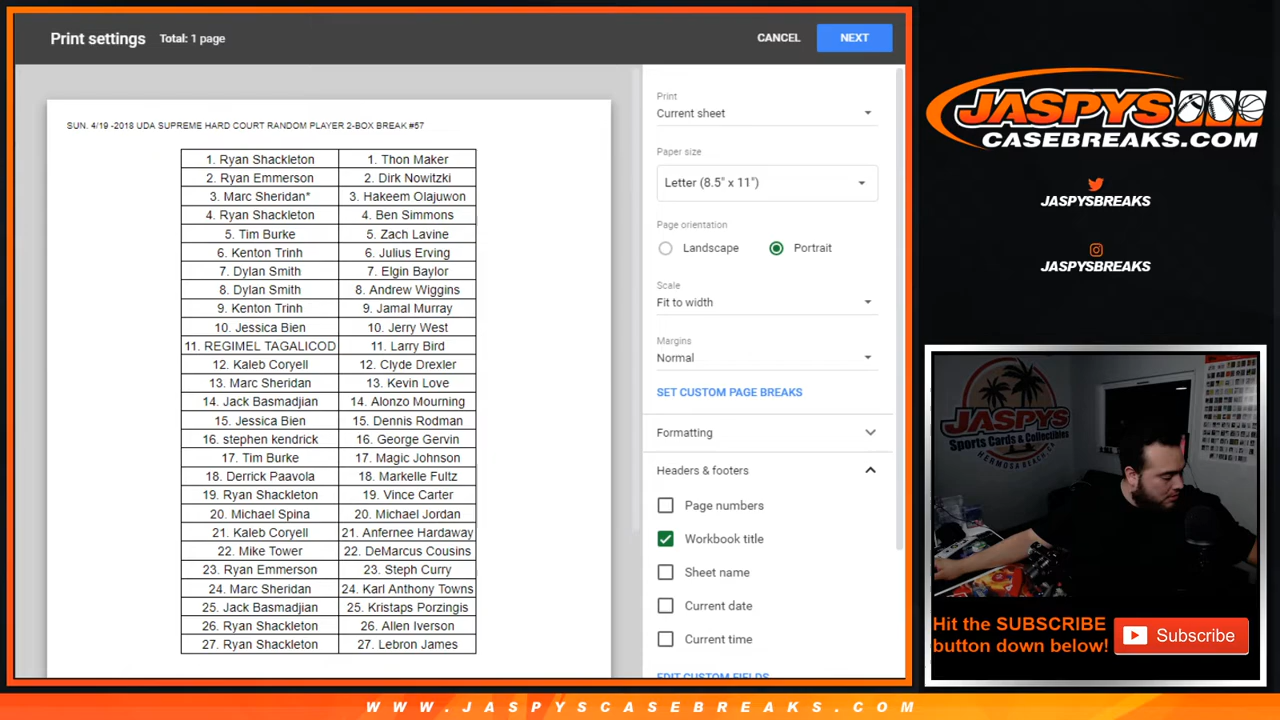 Print settings Total: 1 page CANCEL NEXT
SUN. 4/19 -2018 UDA SUPREME HARD COURT RANDOM PLAYER 2-BOX BREAK #57
1. Ryan Shackleton 1. Thon Maker
2. Ryan Emmerson 2. Dirk Nowitzki
3. Marc Sheridan* 3. Hakeem Olajuwon
4. Ryan Shackleton 4. Ben Simmons
5. Tim Burke 5. Zach Lavine
6. Kenton Trinh 6. Julius Erving
7. Dylan Smith 7. Elgin Baylor
8. Dylan Smith 8. Andrew Wiggins
9. Kenton Trinh 9. Jamal Murray
10. Jessica Bien 10. Jerry West
11. REGIMEL TAGALICOD 11. Larry Bird
12. Kaleb Coryell 12. Clyde Drexler
13. Marc Sheridan 13. Kevin Love
14. Jack Basmadjian 14. Alonzo Mourning
15. Jessica Bien 15. Dennis Rodman
16. stephen kendrick 16. George Gervin
17. Tim Burke 17. Magic Johnson
18. Derrick Paavola 18. Markelle Fultz
19. Ryan Shackleton 19. Vince Carter
20. Michael Spina 20. Michael Jordan
21. Kaleb Coryell 21. Anfernee Hardaway
22. Mike Tower 22. DeMarcus Cousins
23. Ryan Emmerson 23. Steph Curry
24. Marc Sheridan 24. Karl Anthony Towns
25. Jack Basmadjian 25. Kristaps Porzingis
26. Ryan Shackleton 26. Allen Iverson
27. Ryan Shackleton 27. Lebron James
Print
Current sheet
Paper size
Letter (8.5" x 11")
Page orientation
Landscape Portrait
Scale
Fit to width
Margins
Normal
SET CUSTOM PAGE BREAKS
Formatting
Headers & footers
Page numbers
Workbook title
Sheet name
Current date
Current time
EDIT CUSTOM FIELDS
JASPYS
CASEBREAKS.COM
JASPYSBREAKS
JASPYSBREAKS
JASPYS
Sports Cards & Collectibles
HERMOSA BEACH, CA
Hit the SUBSCRIBE
button down below!
Subscribe
WWW.JASPYSCASEBREAKS.COM